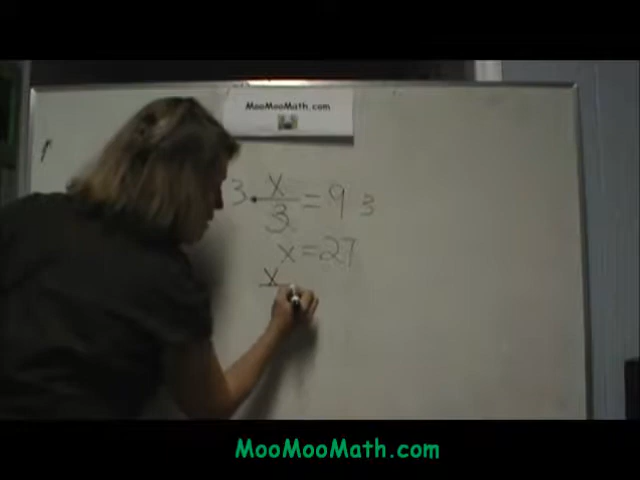 MooMooMath.com
3 • x/3 = 9 3
x = 27
x
MooMooMath.com